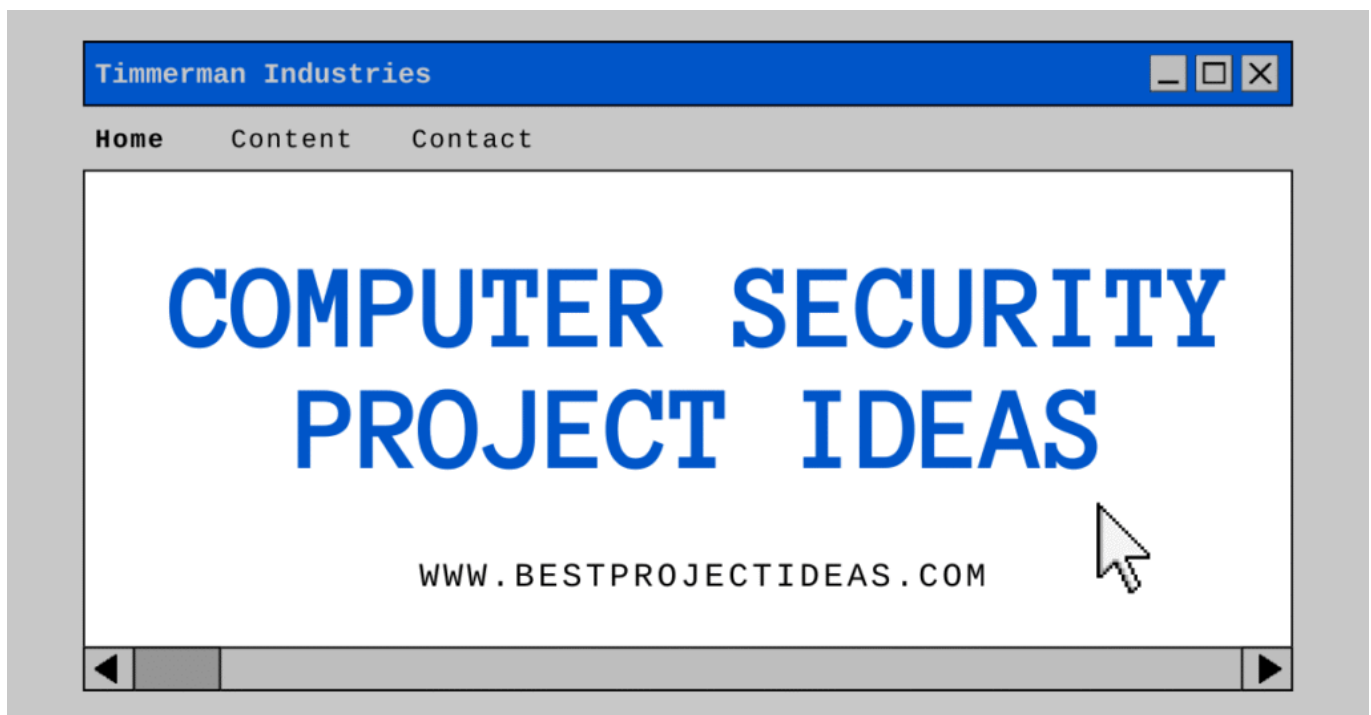 Timmerman Industries
Home Content Contact
COMPUTER SECURITY
PROJECT IDEAS
WWW.BESTPROJECTIDEAS.COM